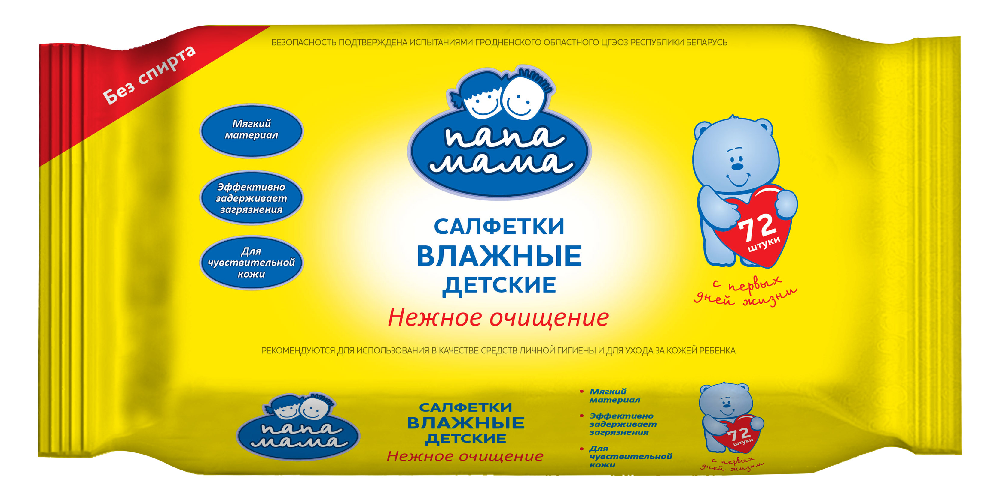 БЕЗОПАСНОСТЬ ПОДТВЕРЖДЕНА ИСПЫТАНИЯМИ ГРОДНЕНСКОГО ОБЛАСТНОГО ЦГЭОЗ РЕСПУБЛИКИ БЕЛАРУСЬ
Без спирта
Мягкий
материал
Эффективно
задерживает
загрязнения
Для
чувствительной
кожи
папа
мама
САЛФЕТКИ
ВЛАЖНЫЕ
ДЕТСКИЕ
Нежное очищение
72
штуки
с первых
дней жизни
РЕКОМЕНДУЮТСЯ ДЛЯ ИСПОЛЬЗОВАНИЯ В КАЧЕСТВЕ СРЕДСТВ ЛИЧНОЙ ГИГИЕНЫ И ДЛЯ УХОДА ЗА КОЖЕЙ РЕБЕНКА
папа
мама
САЛФЕТКИ
ВЛАЖНЫЕ
ДЕТСКИЕ
Нежное очищение
• Мягкий
материал
• Эффективно
задерживает
загрязнения
• Для
чувствительной
кожи
72
штуки
с первых
дней жизни